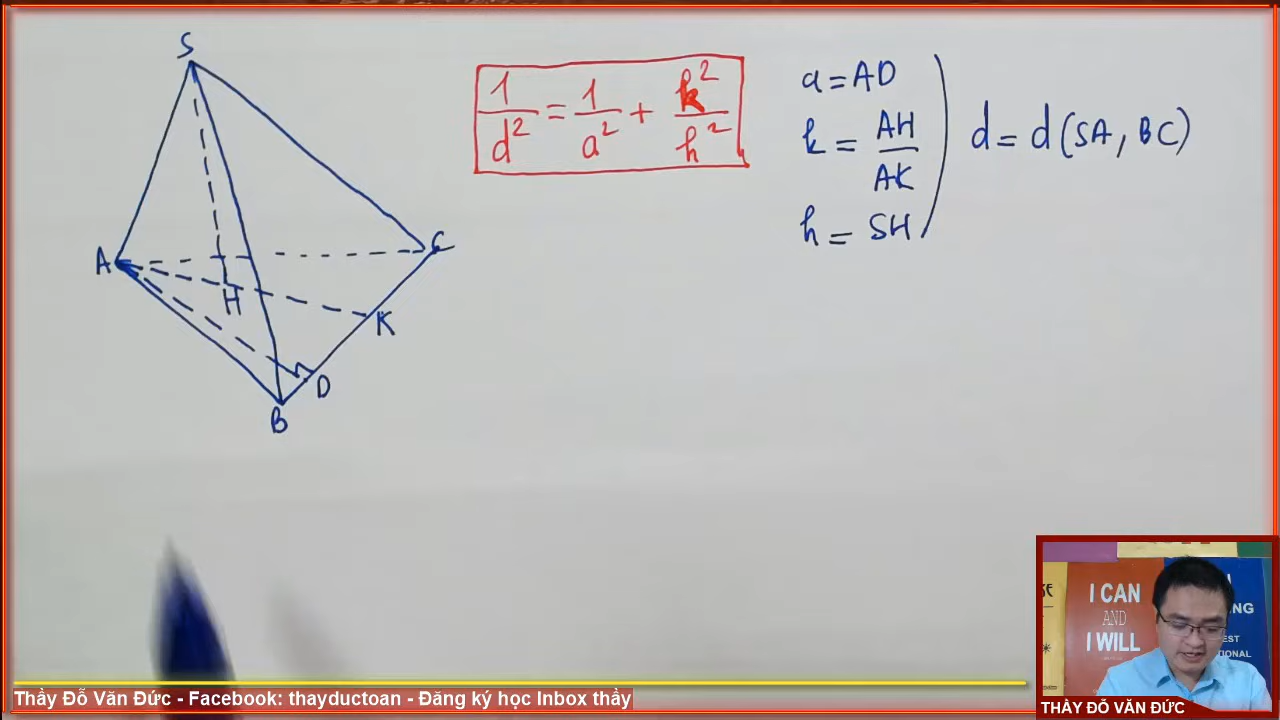 S
A
C
H
K
D
B
1/d² = 1/a² + k²/h²
a = AD
k = AH/AK
h = SH
d = d(SA, BC)
I CAN
AND
I WILL
Thầy Đỗ Văn Đức - Facebook: thayductoan - Đăng ký học Inbox thầy
THẦY ĐỖ VĂN ĐỨC